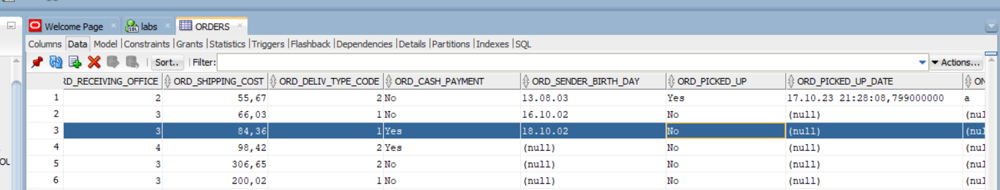 Welcome Page × SQL labs × ORDERS ×
Columns Data Model Constraints Grants Statistics Triggers Flashback Dependencies Details Partitions Indexes SQL
Sort.. Filter: Actions...
RD_RECEIVING_OFFICE ORD_SHIPPING_COST ORD_DELIV_TYPE_CODE ORD_CASH_PAYMENT ORD_SENDER_BIRTH_DAY ORD_PICKED_UP ORD_PICKED_UP_DATE
1 2 55,67 2 No 13.08.03 Yes 17.10.23 21:28:08,799000000 a
2 3 66,03 1 No 16.10.02 No (null) (nul
3 3 84,36 1 Yes 18.10.02 No (null) (nul
4 4 98,42 2 Yes (null) No (null) (nul
OU 5 3 306,65 2 No (null) No (null) (nul
6 3 200,02 1 No (null) No (null) (nul